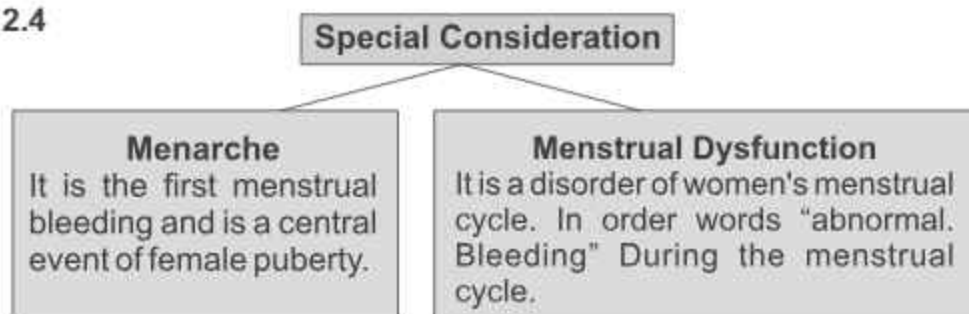 2.4
Special Consideration
Menarche
It is the first menstrual
bleeding and is a central
event of female puberty.
Menstrual Dysfunction
It is a disorder of women's menstrual
cycle. In order words “abnormal.
Bleeding” During the menstrual
cycle.